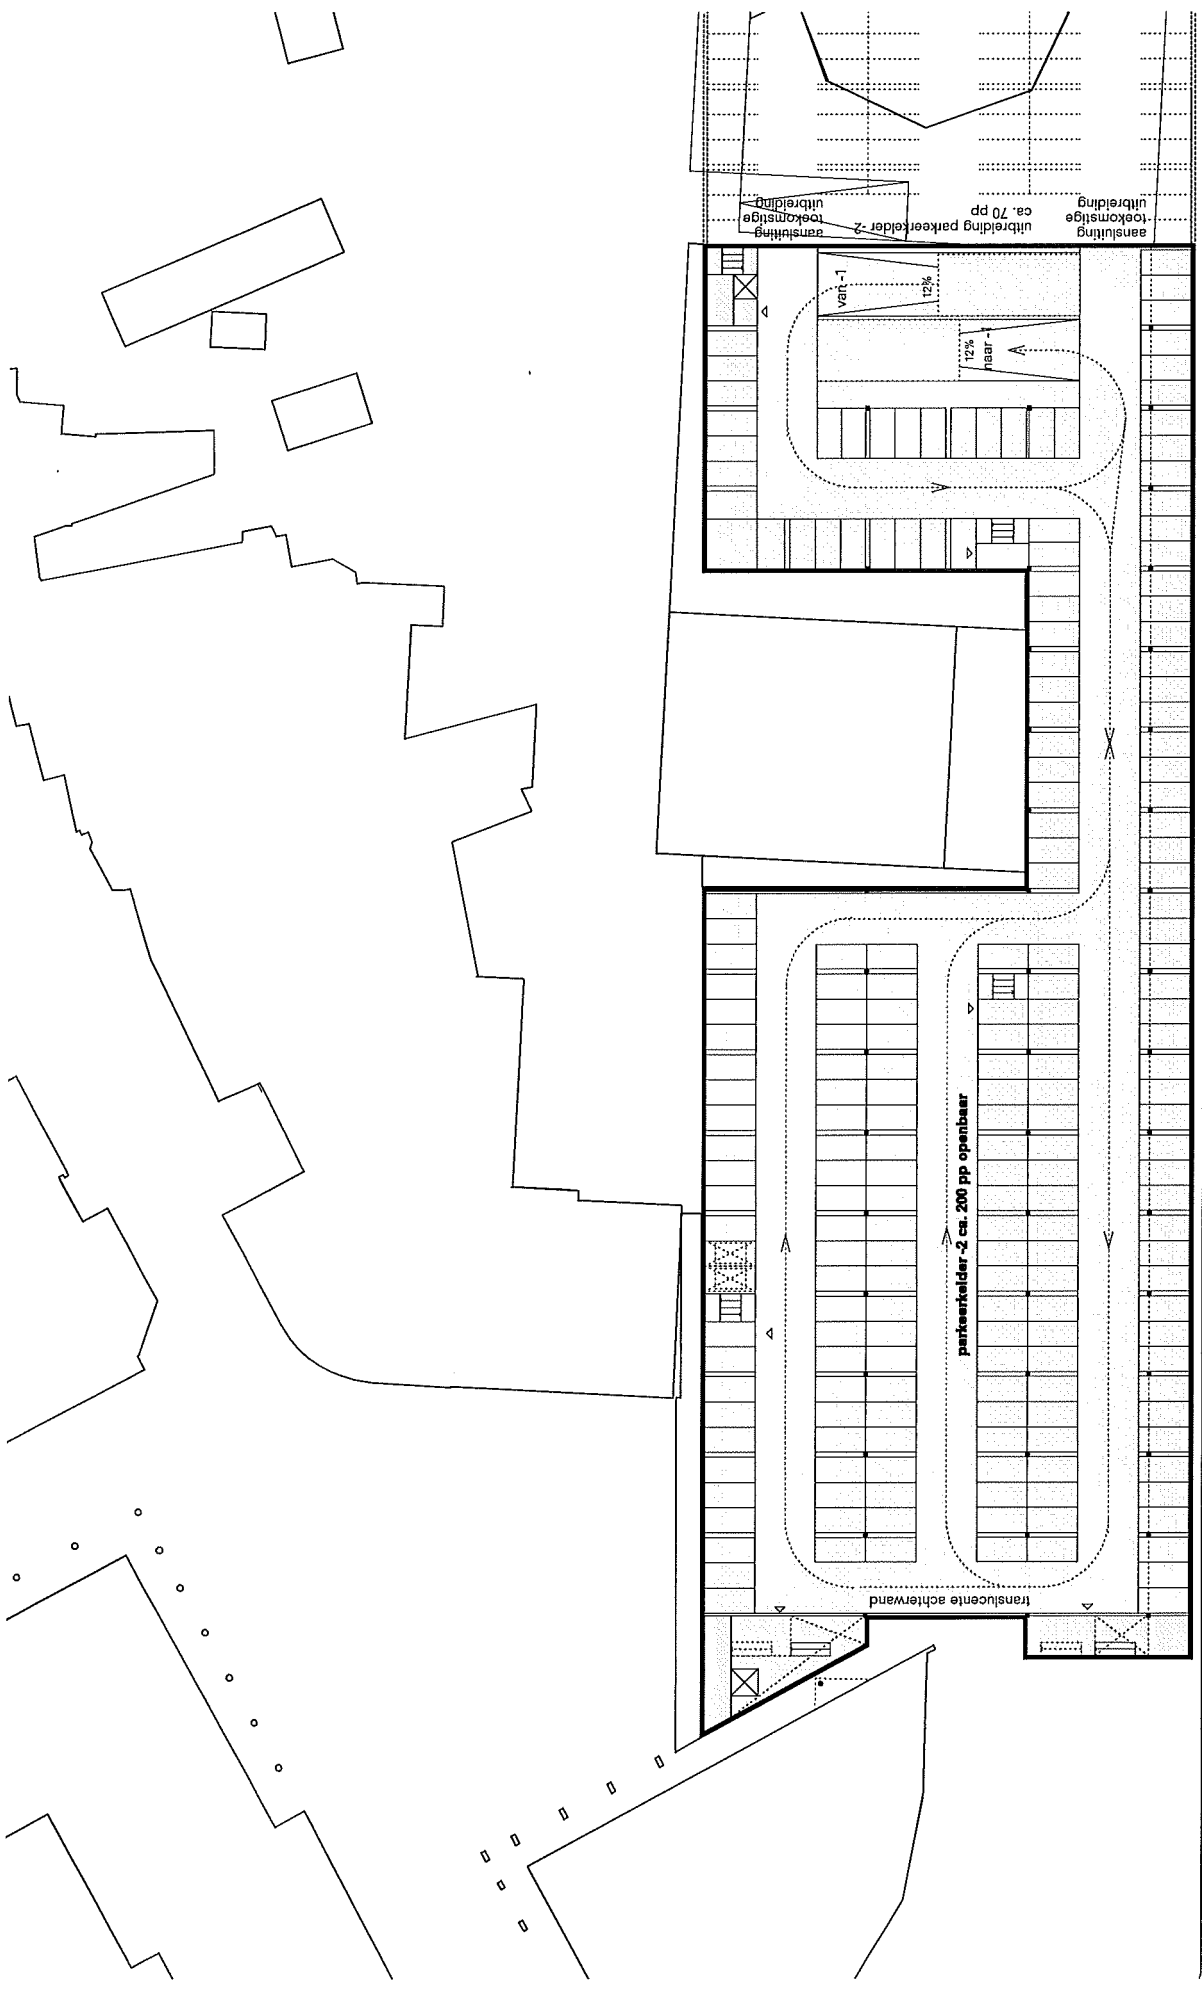 aansluiting
toekomstige
uitbreiding
uitbreiding parkeerkelder -2
ca. 70 pp
aansluiting
toekomstige
uitbreiding
van -1
12%
12%
naar -1
parkeerkelder -2 ca. 200 pp openbaar
translucente achterwand